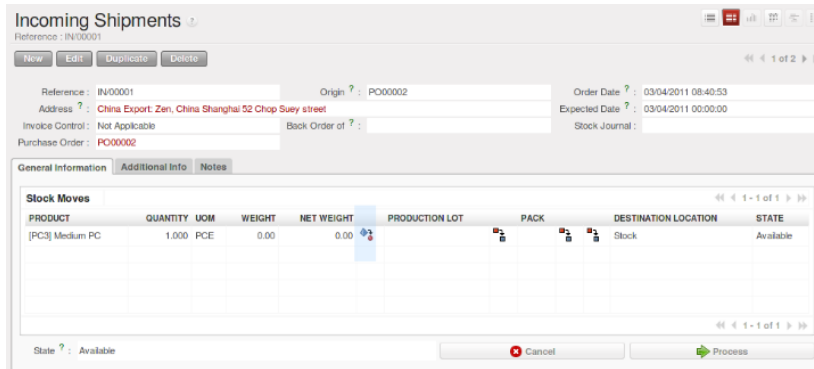 Incoming Shipments ?
Reference : IN/00001
New Edit Duplicate Delete
1 of 2
Reference : IN/00001 Origin ? : PO00002 Order Date ? : 03/04/2011 08:40:53
Address ? : China Export: Zen, China Shanghai 52 Chop Suey street Expected Date ? : 03/04/2011 00:00:00
Invoice Control : Not Applicable Back Order of ? : Stock Journal :
Purchase Order : PO00002
General Information Additional Info Notes
Stock Moves 1 - 1 of 1
PRODUCT QUANTITY UOM WEIGHT NET WEIGHT PRODUCTION LOT PACK DESTINATION LOCATION STATE
[PC3] Medium PC 1.000 PCE 0.00 0.00 Stock Available
1 - 1 of 1
State ? : Available Cancel Process